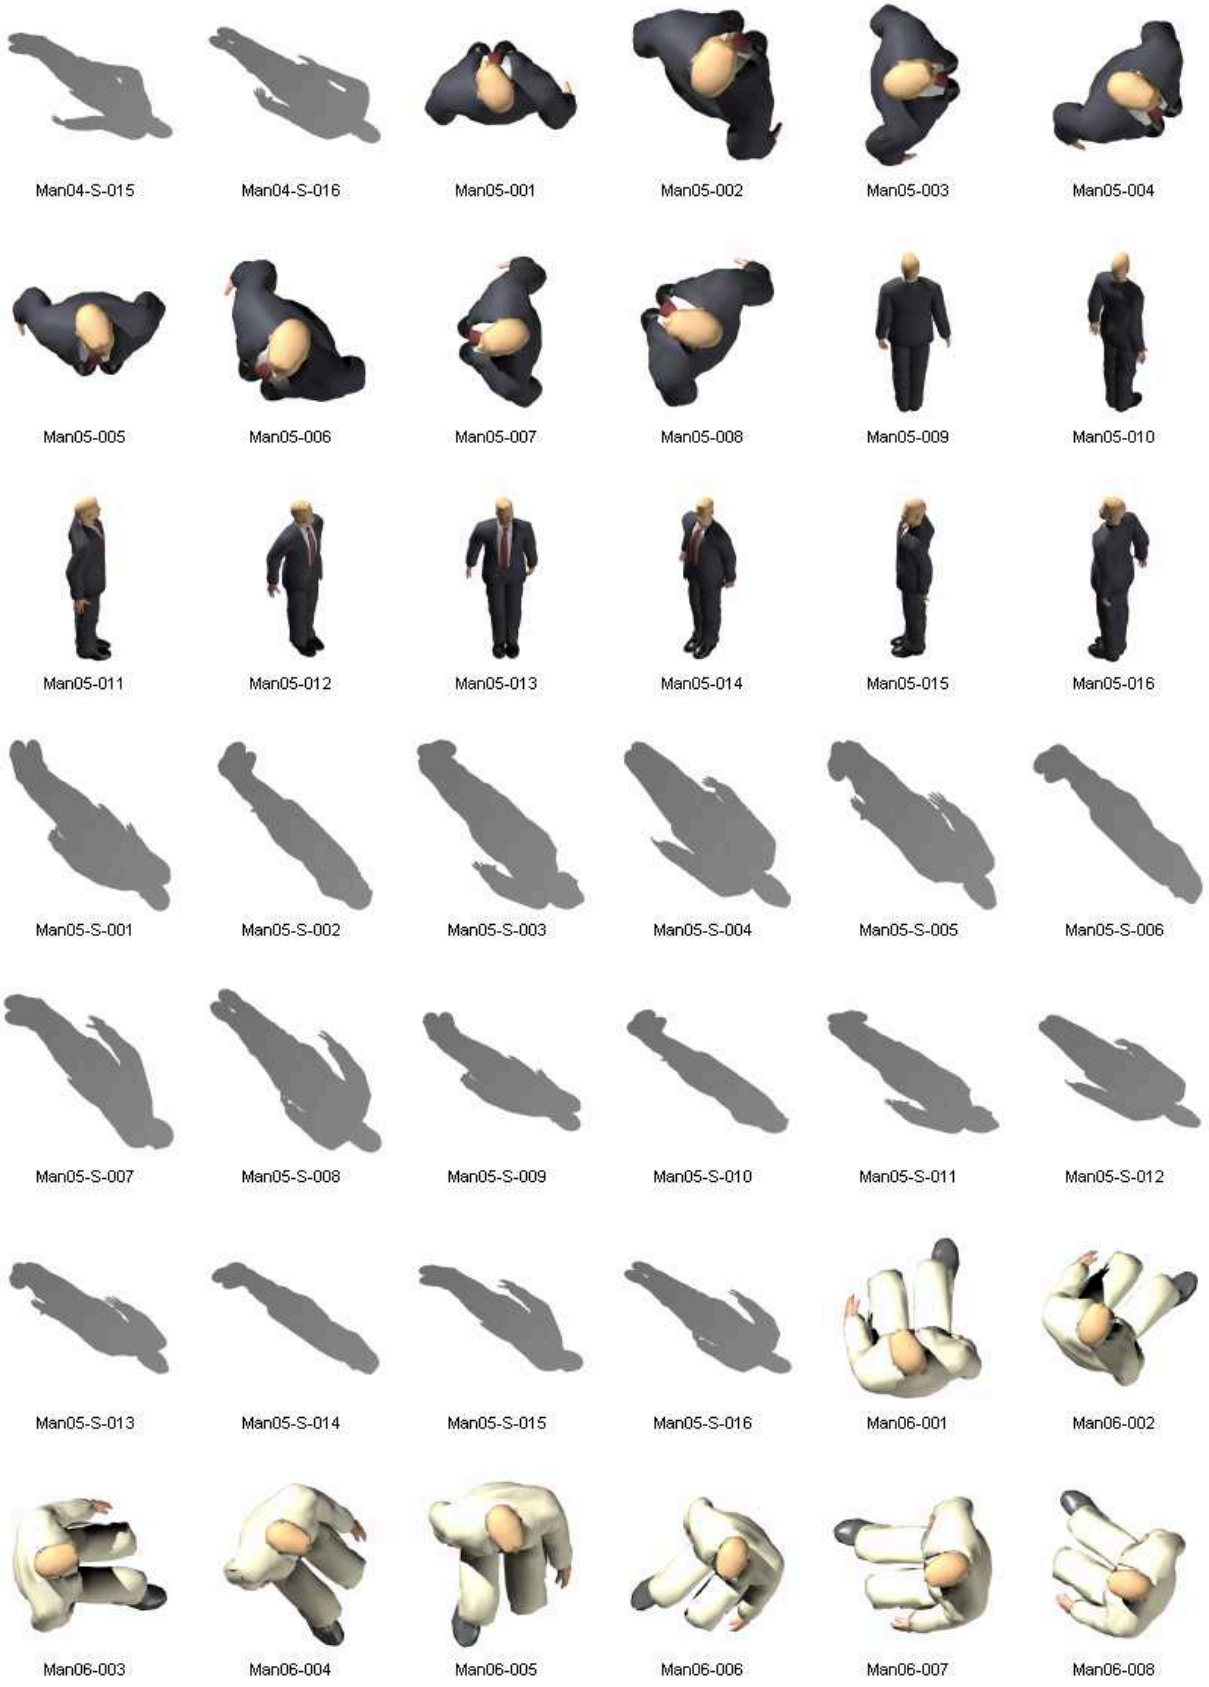 Man04-S-015 Man04-S-016 Man05-001 Man05-002 Man05-003 Man05-004
Man05-005 Man05-006 Man05-007 Man05-008 Man05-009 Man05-010
Man05-011 Man05-012 Man05-013 Man05-014 Man05-015 Man05-016
Man05-S-001 Man05-S-002 Man05-S-003 Man05-S-004 Man05-S-005 Man05-S-006
Man05-S-007 Man05-S-008 Man05-S-009 Man05-S-010 Man05-S-011 Man05-S-012
Man05-S-013 Man05-S-014 Man05-S-015 Man05-S-016 Man06-001 Man06-002
Man06-003 Man06-004 Man06-005 Man06-006 Man06-007 Man06-008